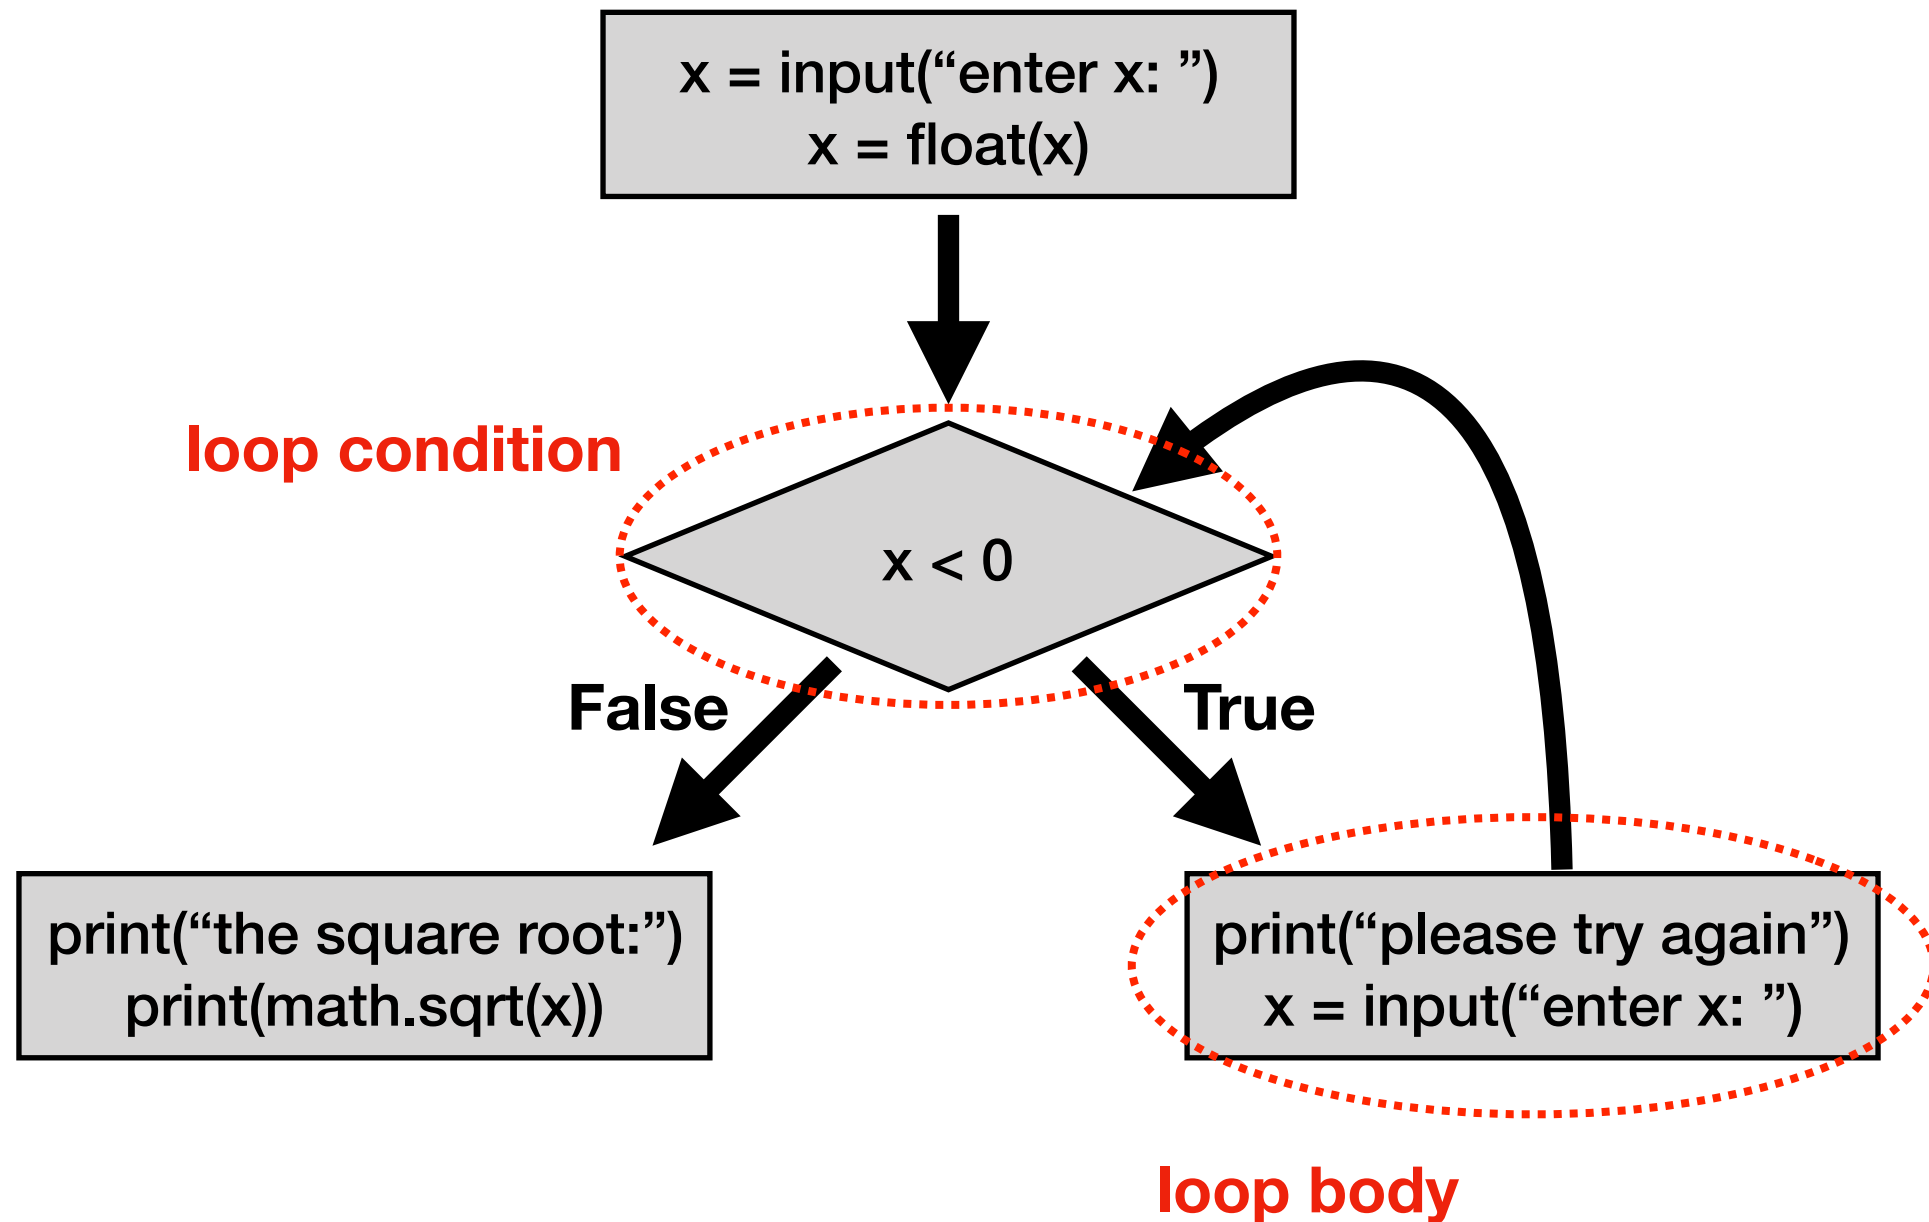 x = input(“enter x: ”)
x = float(x)
loop condition
x < 0
False
True
print(“the square root:”)
print(math.sqrt(x))
print(“please try again”)
x = input(“enter x: ”)
loop body